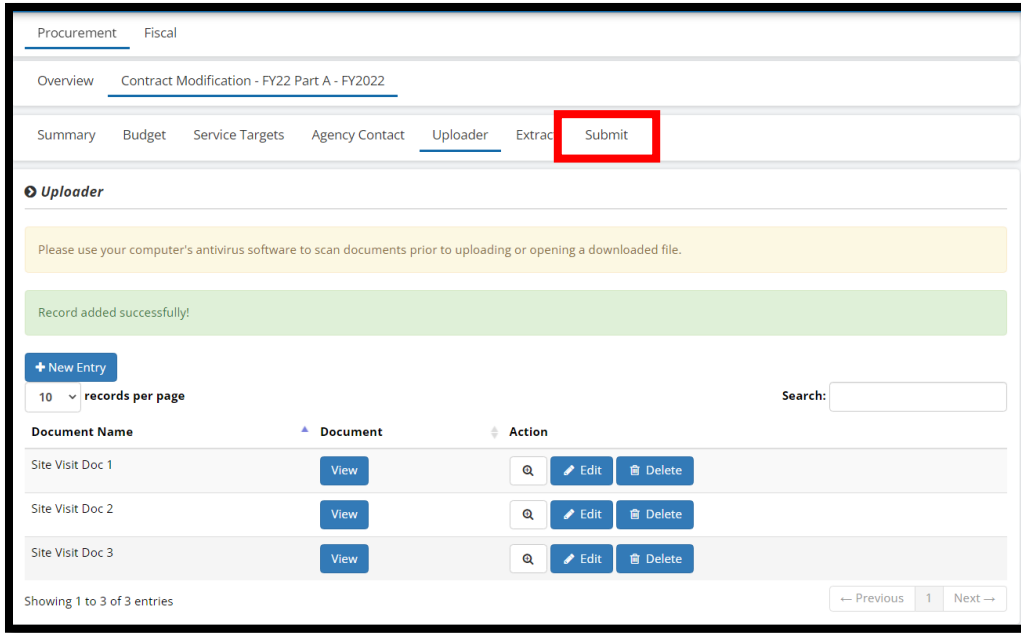 Procurement Fiscal
Overview Contract Modification - FY22 Part A - FY2022
Summary Budget Service Targets Agency Contact Uploader Extrac Submit
Uploader
Please use your computer's antivirus software to scan documents prior to uploading or opening a downloaded file.
Record added successfully!
+ New Entry
10 records per page Search:
Document Name Document Action
Site Visit Doc 1 View Edit Delete
Site Visit Doc 2 View Edit Delete
Site Visit Doc 3 View Edit Delete
Showing 1 to 3 of 3 entries ← Previous 1 Next →